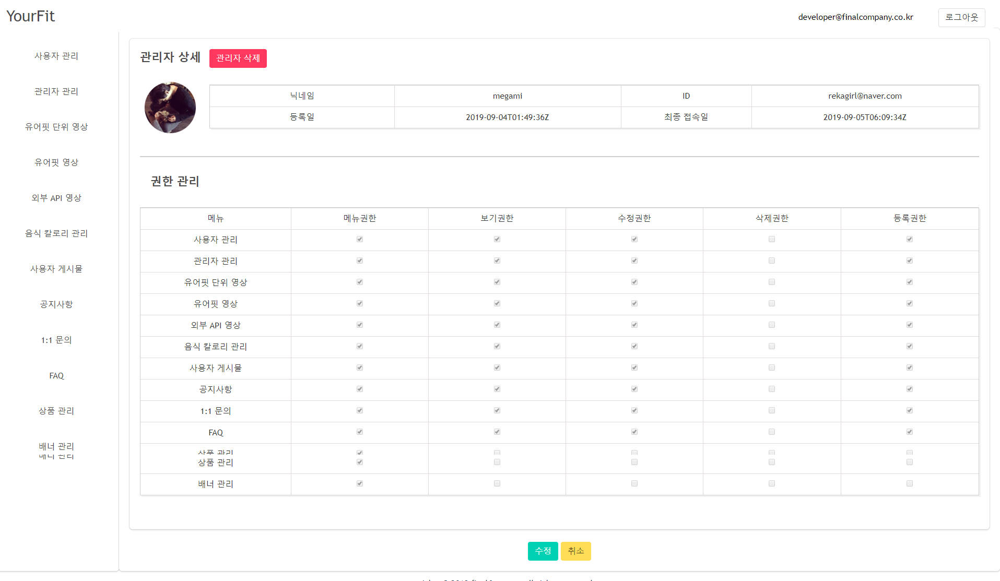 YourFit
developer@finalcompany.co.kr
로그아웃
사용자 관리
관리자 관리
유어핏 단위 영상
유어핏 영상
외부 API 영상
음식 칼로리 관리
사용자 게시물
공지사항
1:1 문의
FAQ
상품 관리
배너 관리
배너 관리
관리자 상세 관리자 삭제
닉네임 megami ID rekagirl@naver.com
등록일 2019-09-04T01:49:36Z 최종 접속일 2019-09-05T06:09:34Z
권한 관리
메뉴 메뉴권한 보기권한 수정권한 삭제권한 등록권한
사용자 관리
관리자 관리
유어핏 단위 영상
유어핏 영상
외부 API 영상
음식 칼로리 관리
사용자 게시물
공지사항
1:1 문의
FAQ
상품 관리
상품 관리
배너 관리
수정 취소